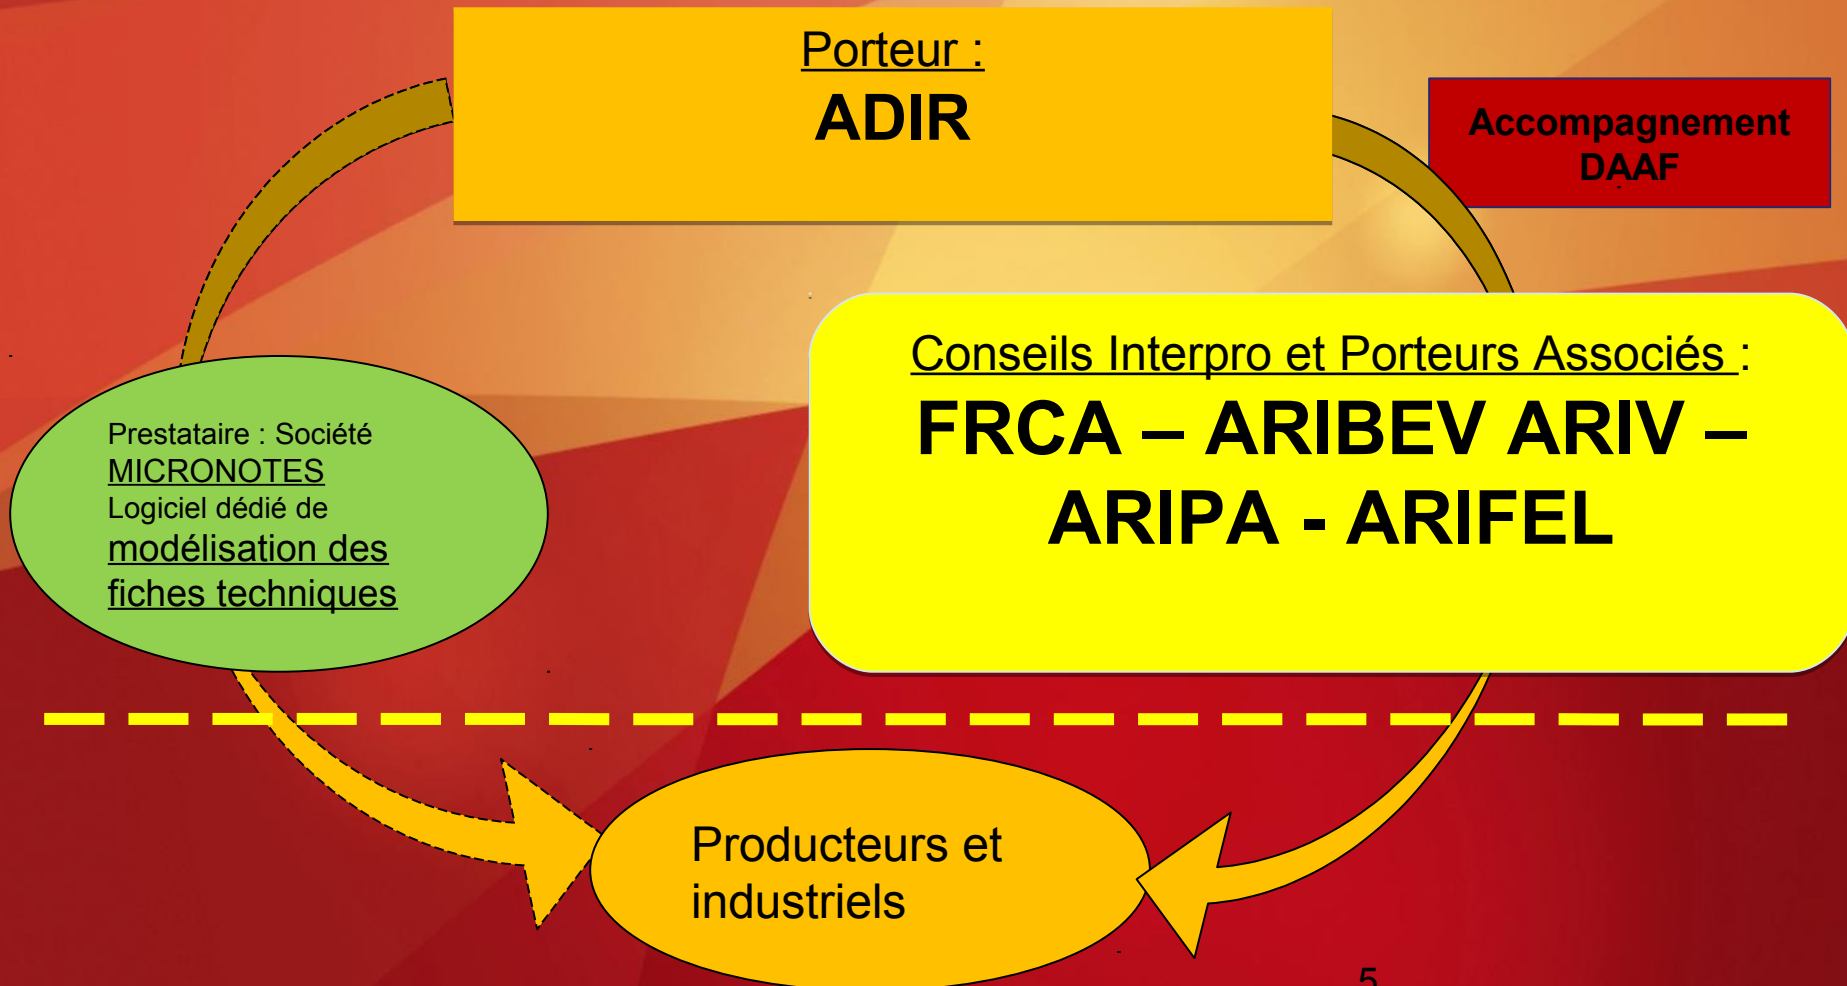 Porteur :
ADIR
Accompagnement
DAAF
Conseils Interpro et Porteurs Associés :
FRCA – ARIBEV ARIV –
ARIPA - ARIFEL
Prestataire : Société
MICRONOTES
Logiciel dédié de
modélisation des
fiches techniques
Producteurs et
industriels
5